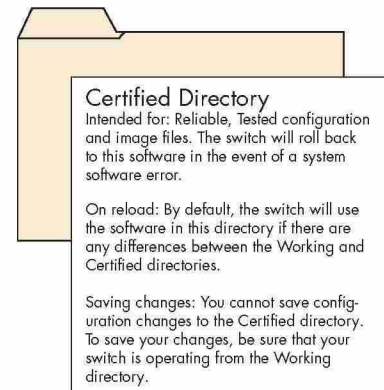 Certified Directory
Intended for: Reliable, Tested configuration
and image files. The switch will roll back
to this software in the event of a system
software error.
On reload: By default, the switch will use
the software in this directory if there are
any differences between the Working and
Certified directories.
Saving changes: You cannot save config-
uration changes to the Certified directory.
To save your changes, be sure that your
switch is operating from the Working
directory.